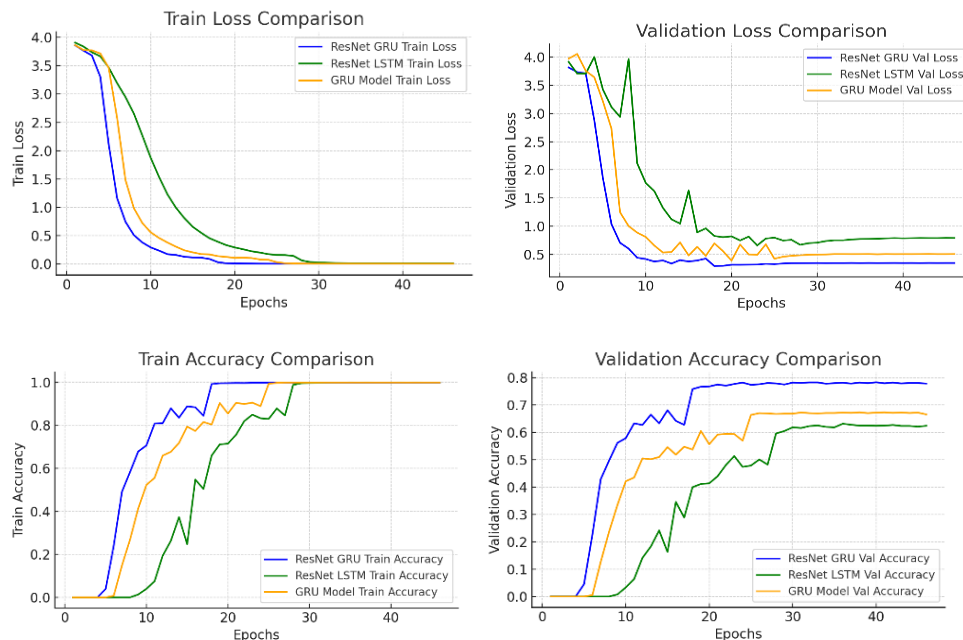 Train Loss Comparison
4.0
3.5
3.0
2.5
2.0
1.5
1.0
0.5
0.0
Train Loss
ResNet GRU Train Loss
ResNet LSTM Train Loss
GRU Model Train Loss
0
10
20
30
40
Epochs
Validation Loss Comparison
4.0
3.5
3.0
2.5
2.0
1.5
1.0
0.5
Validation Loss
ResNet GRU Val Loss
ResNet LSTM Val Loss
GRU Model Val Loss
0
10
20
30
40
Epochs
Train Accuracy Comparison
1.0
0.8
0.6
0.4
0.2
0.0
Train Accuracy
ResNet GRU Train Accuracy
ResNet LSTM Train Accuracy
GRU Model Train Accuracy
0
10
20
30
40
Epochs
Validation Accuracy Comparison
0.8
0.7
0.6
0.5
0.4
0.3
0.2
0.1
0.0
Validation Accuracy
ResNet GRU Val Accuracy
ResNet LSTM Val Accuracy
GRU Model Val Accuracy
0
10
20
30
40
Epochs